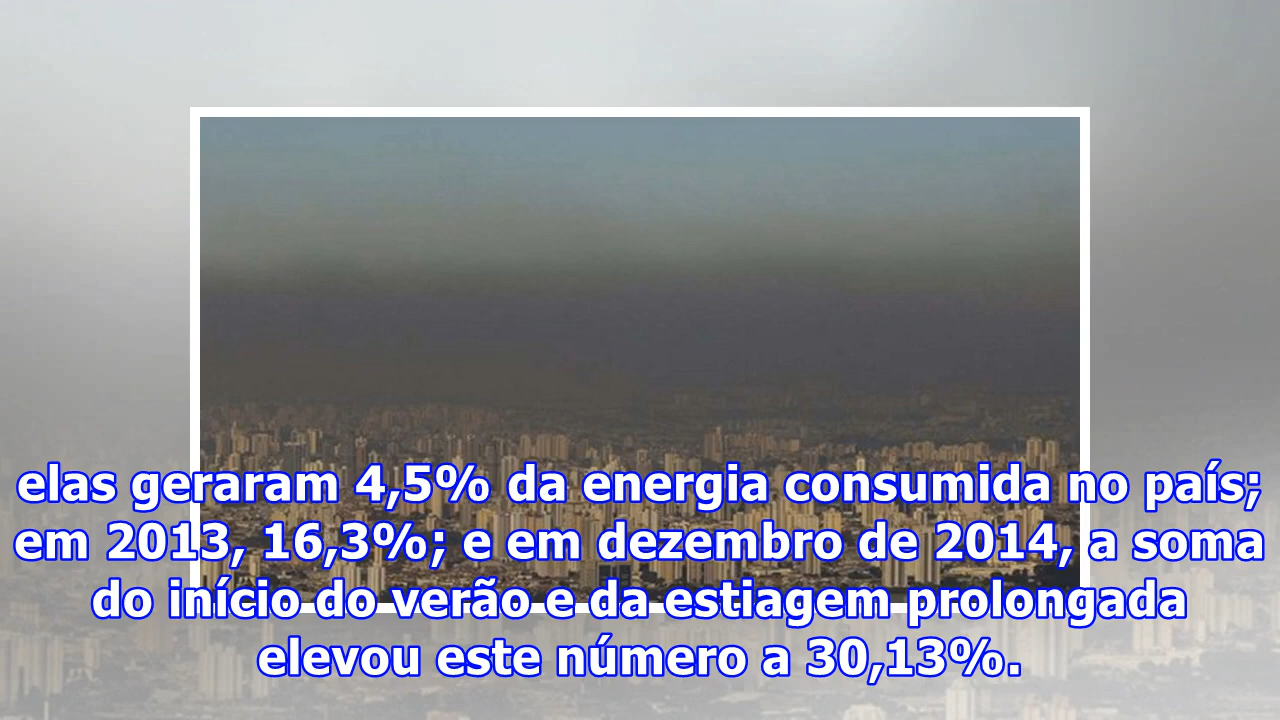 elas geraram 4,5% da energia consumida no país;
em 2013, 16,3%; e em dezembro de 2014, a soma
do início do verão e da estiagem prolongada
elevou este número a 30,13%.